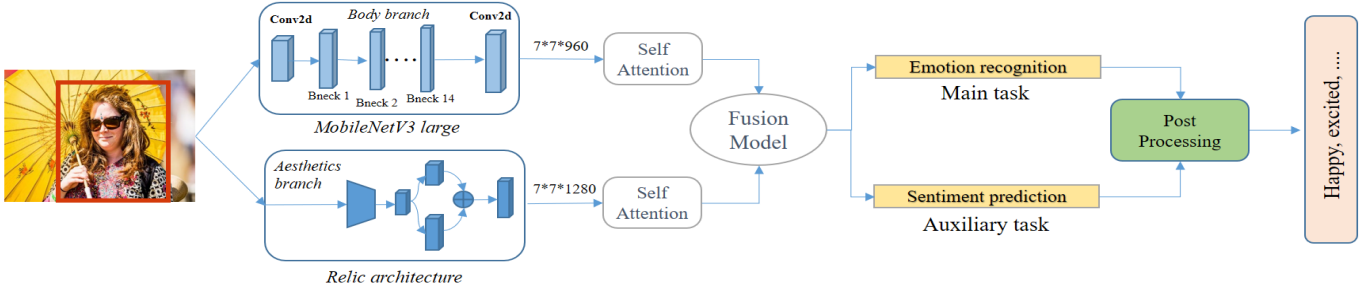 Body branch
Conv2d
Conv2d
Bneck 1
Bneck 2
Bneck 14
MobileNetV3 large
7*7*960
Self
Attention
Aesthetics
branch
Relic architecture
7*7*1280
Self
Attention
Fusion
Model
Emotion recognition
Main task
Sentiment prediction
Auxiliary task
Post
Processing
Happy, excited, ....